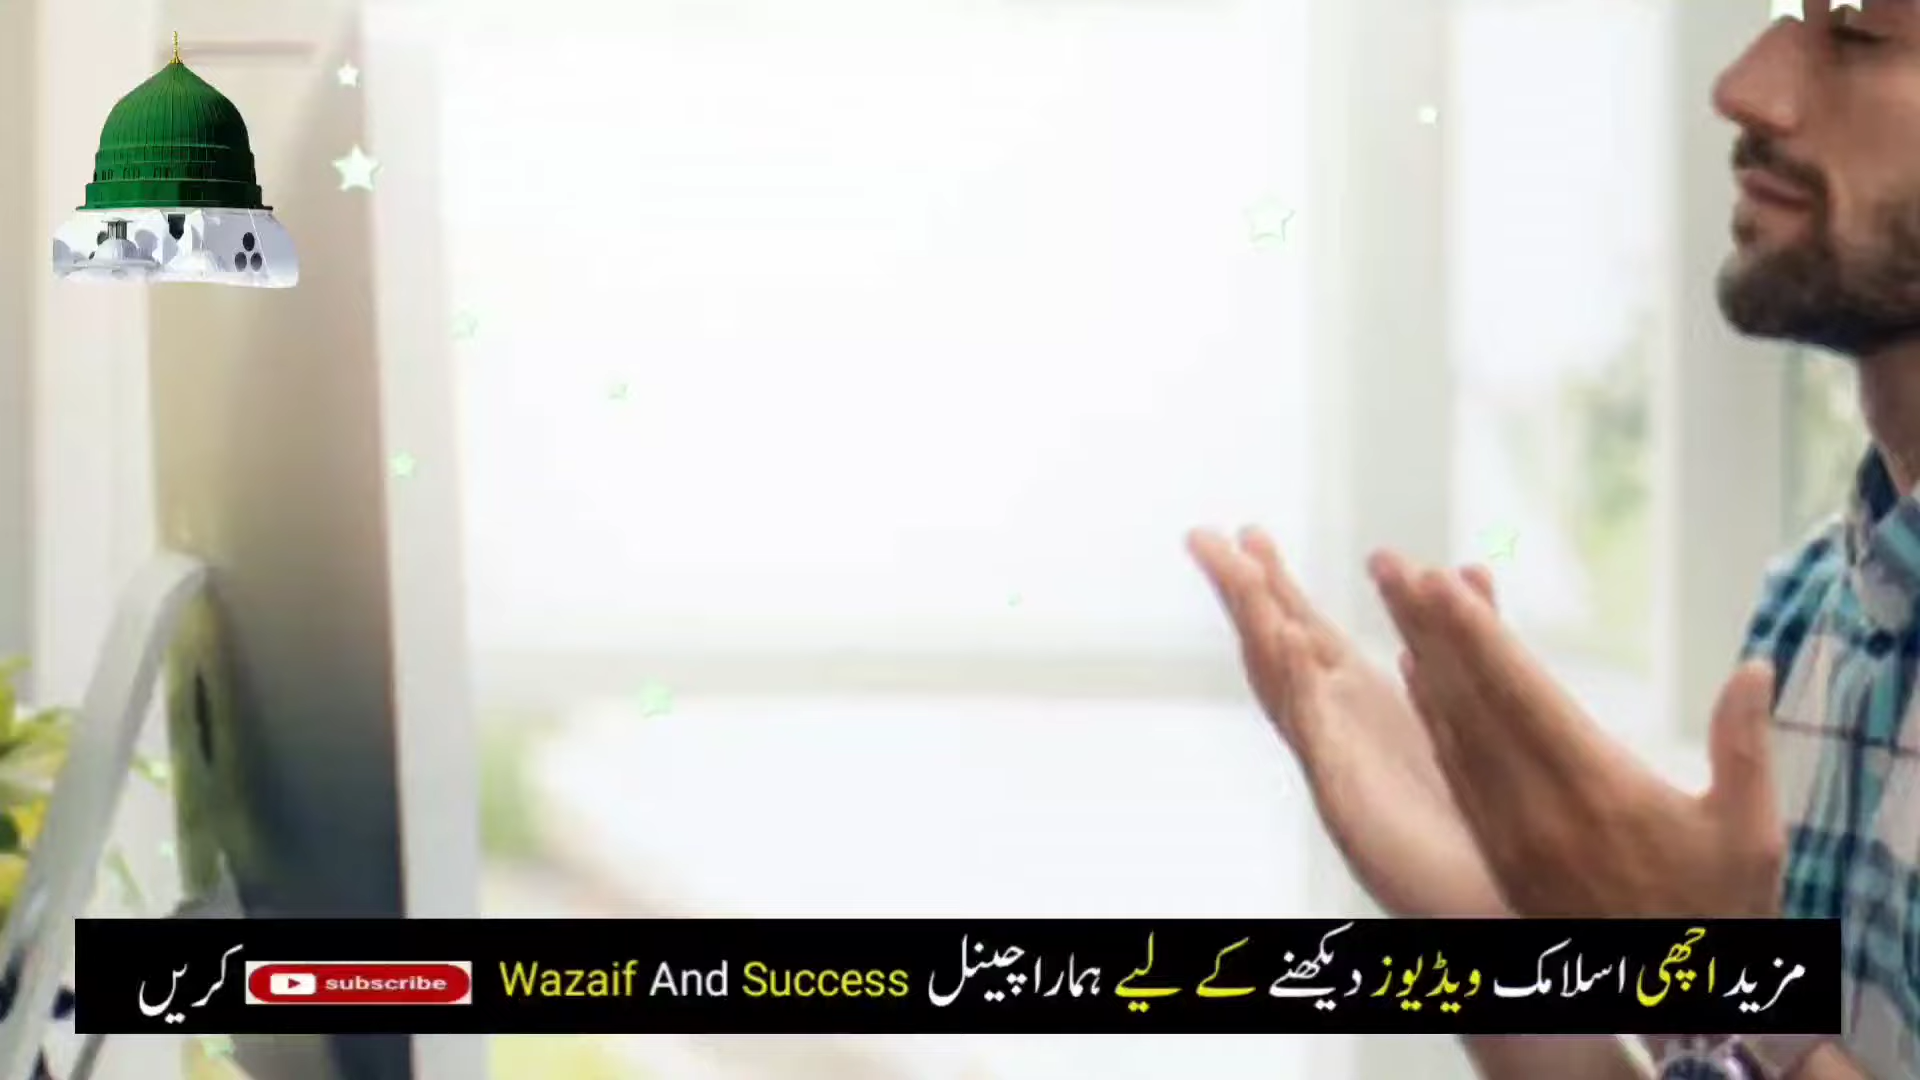 مزید اچھی اسلامک ویڈیوز دیکھنے کے لیے ہمارا چینل Wazaif And Success subscribe کریں